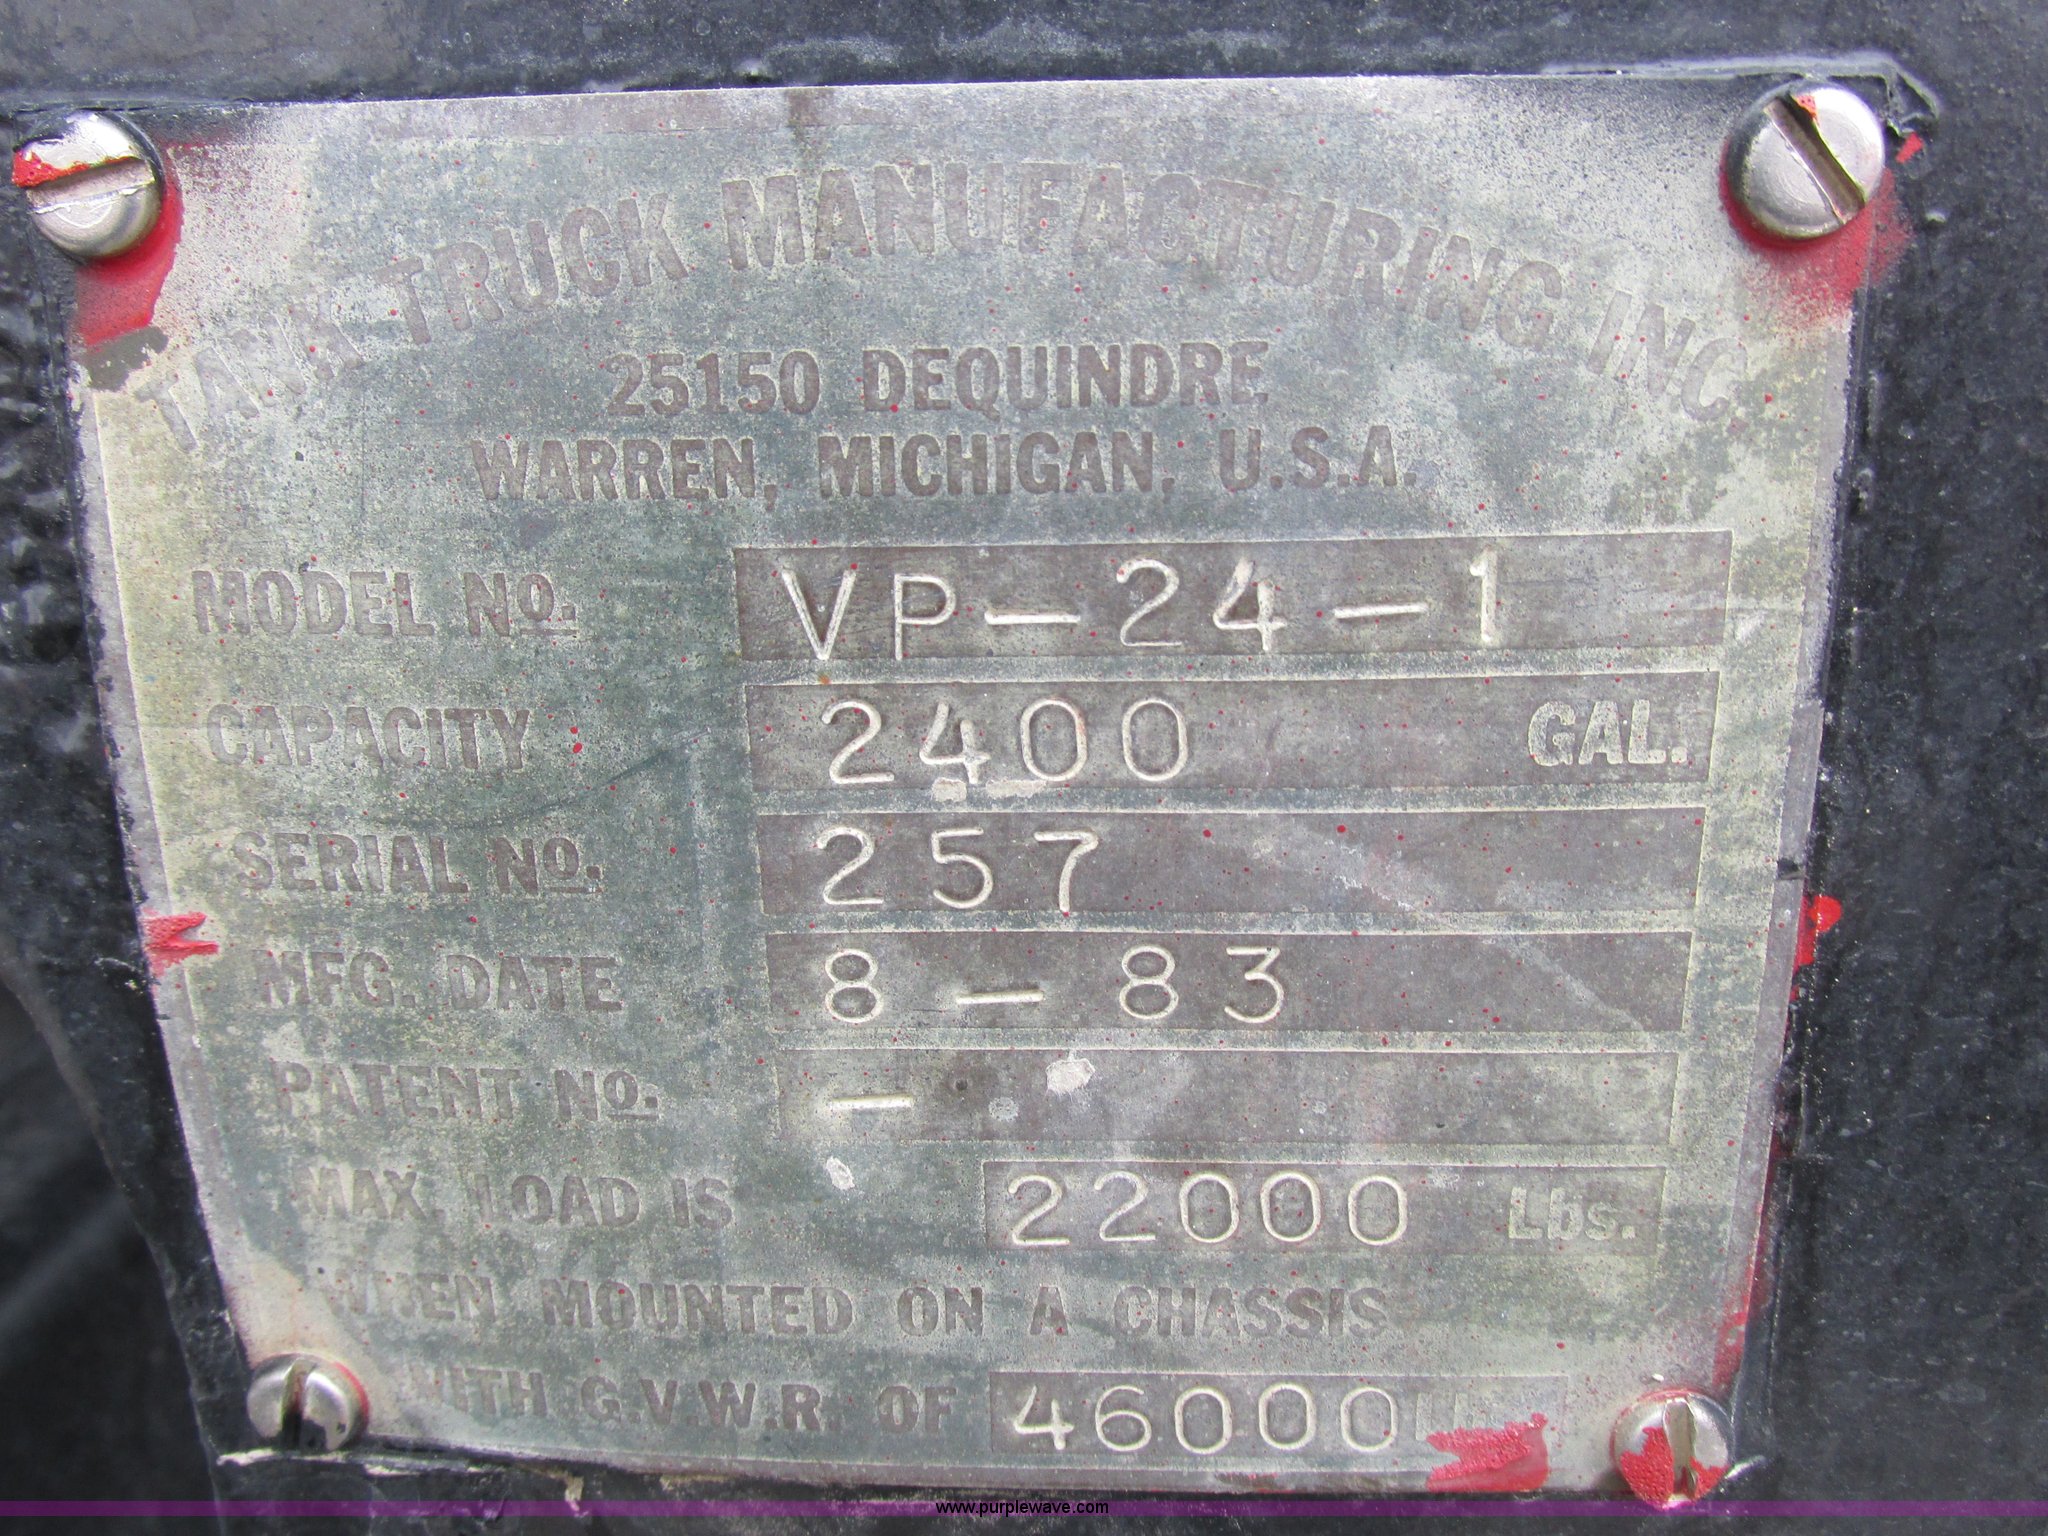 TANK TRUCK MANUFACTURING INC.
25150 DEQUINDRE
WARREN, MICHIGAN, U.S.A.
MODEL No. VP-24-1
CAPACITY 2400 GAL.
SERIAL No. 257
MFG. DATE 8-83
PATENT No. -
MAX. LOAD IS 22000 Lbs.
WHEN MOUNTED ON A CHASSIS
WITH G.V.W.R. OF 46000
www.purplewave.com